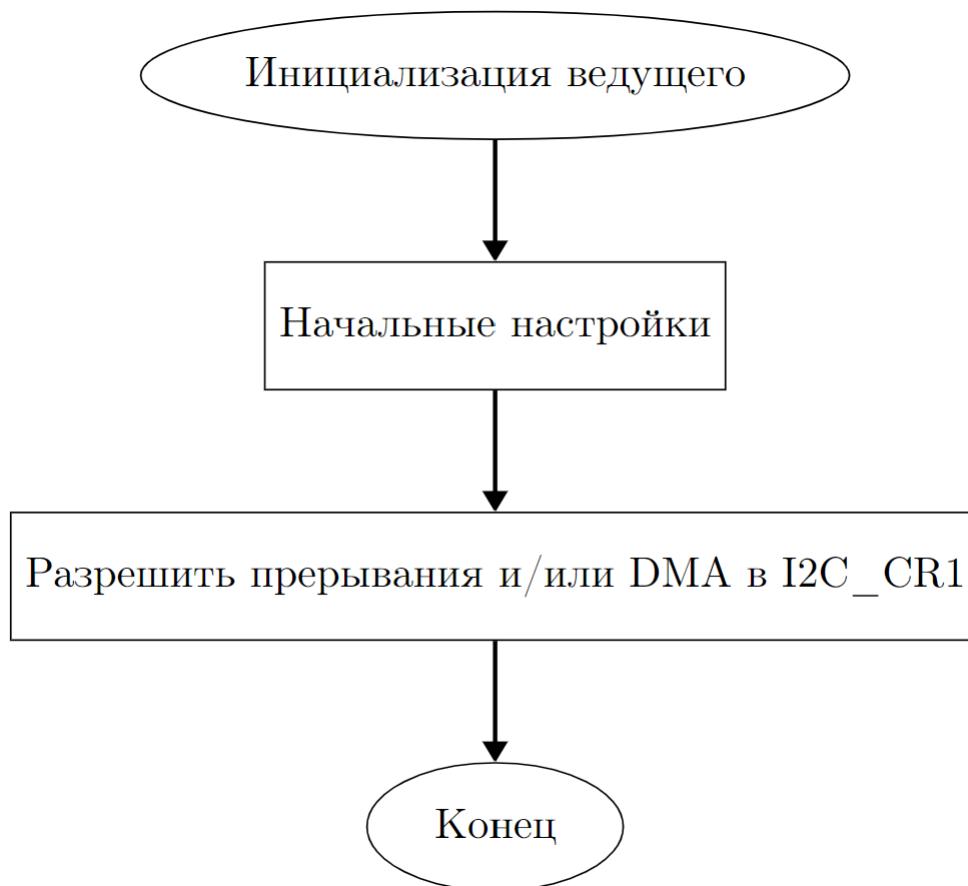 Инициализация ведущего
Начальные настройки
Разрешить прерывания и/или DMA в I2C_CR1
Конец